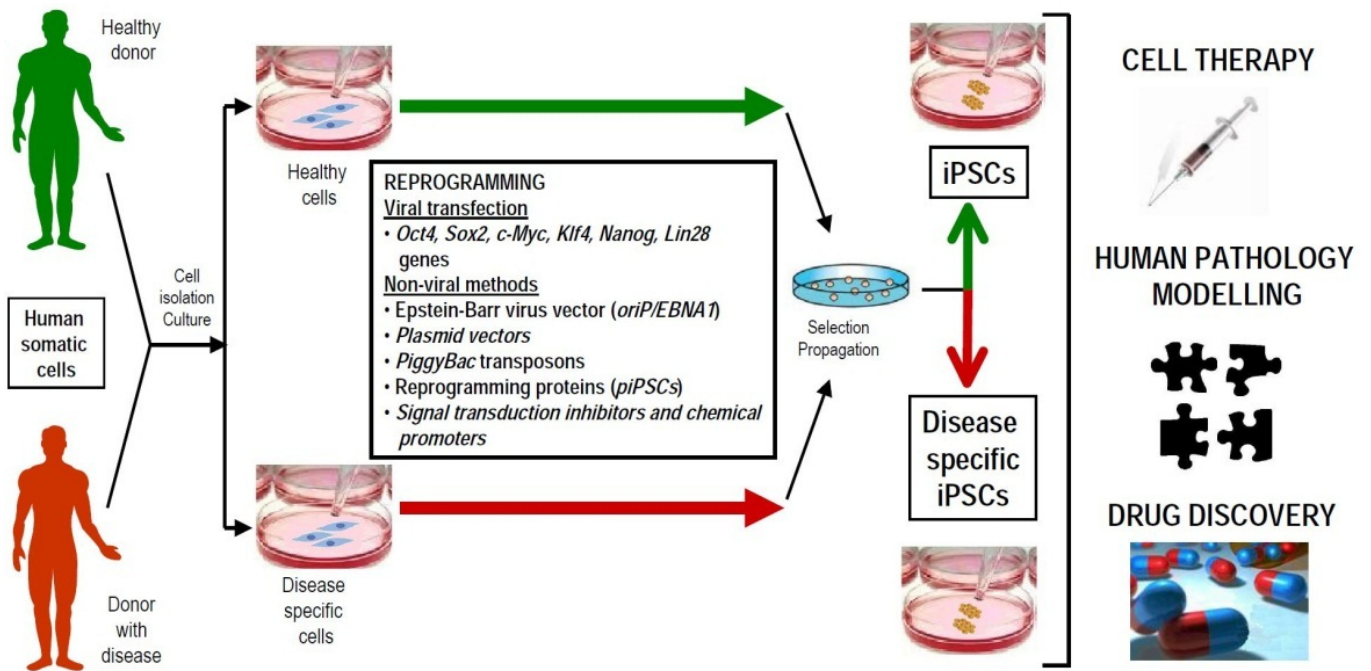 Healthy
donor
Human
somatic
cells
Donor
with
disease
Cell
isolation
Culture
Healthy
cells
REPROGRAMMING
Viral transfection
• Oct4, Sox2, c-Myc, Klf4, Nanog, Lin28
genes
Non-viral methods
• Epstein-Barr virus vector (oriP/EBNA1)
• Plasmid vectors
• PiggyBac transposons
• Reprogramming proteins (piPSCs)
• Signal transduction inhibitors and chemical
promoters
Disease
specific
cells
Selection
Propagation
iPSCs
Disease
specific
iPSCs
CELL THERAPY
HUMAN PATHOLOGY
MODELLING
DRUG DISCOVERY